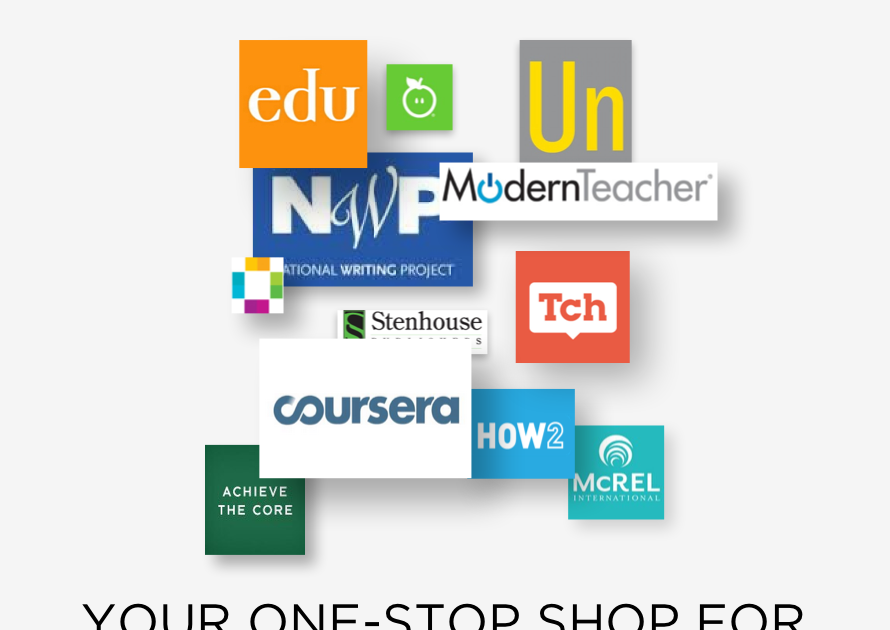 edu
Un
NWP
ModernTeacher
ATIONAL WRITING PROJECT
Tch
Stenhouse
coursera
HOW2
McREL
INTERNATIONAL
ACHIEVE
THE CORE
YOUR ONE-STOP SHOP FOR